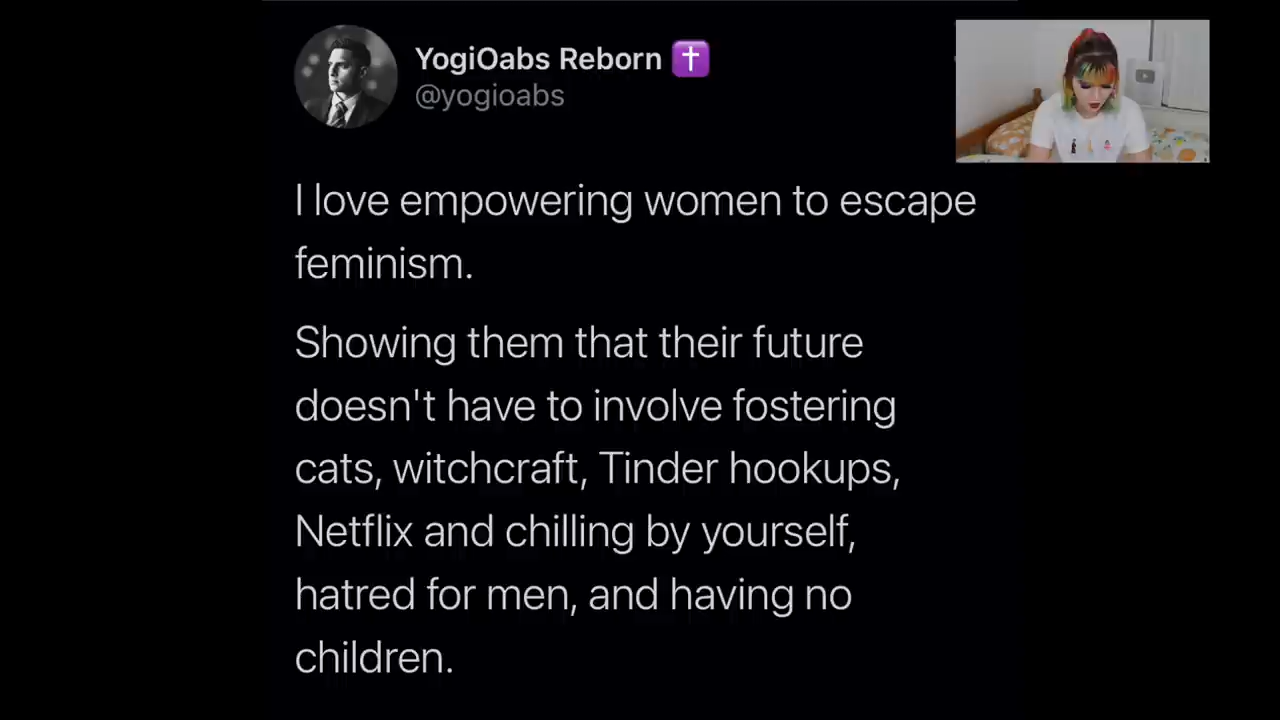 YogiOabs Reborn ✝️
@yogioabs
I love empowering women to escape
feminism.
Showing them that their future
doesn't have to involve fostering
cats, witchcraft, Tinder hookups,
Netflix and chilling by yourself,
hatred for men, and having no
children.